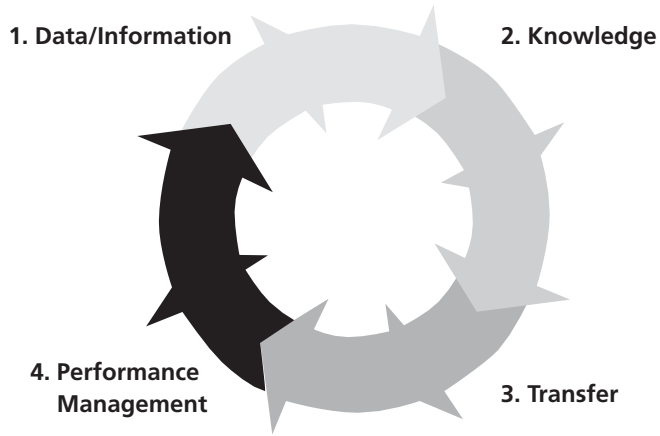 1. Data/Information
2. Knowledge
3. Transfer
4. Performance
Management